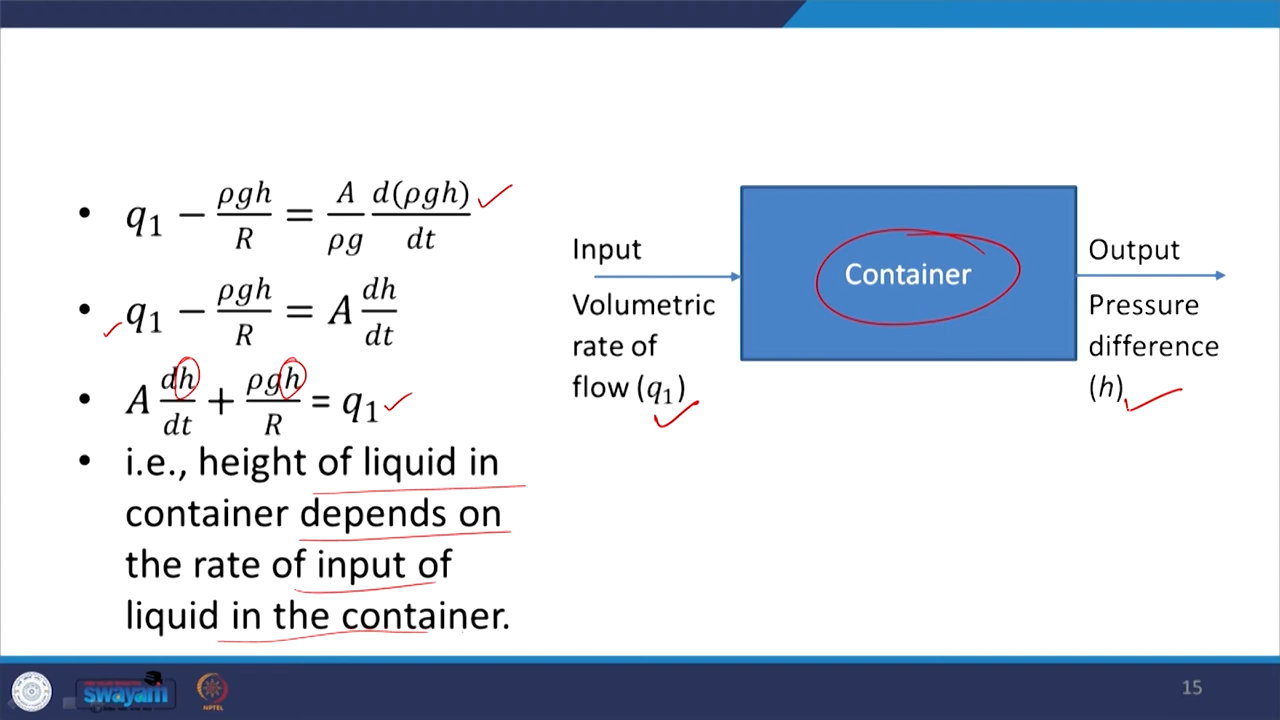 • q₁ − ρgh/R = A/ρg d(ρgh)/dt
• q₁ − ρgh/R = A dh/dt
• A dh/dt + ρgh/R = q₁
• i.e., height of liquid in
container depends on
the rate of input of
liquid in the container.
Input
Volumetric
rate of
flow (q₁)
Container
Output
Pressure
difference
(h)
swayam
NPTEL
15